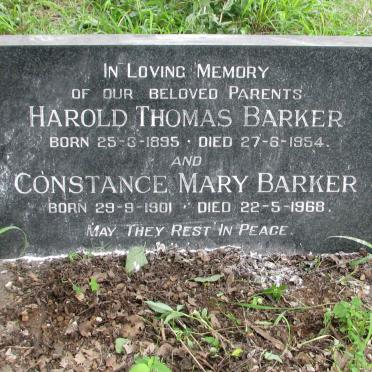 IN LOVING MEMORY
OF OUR BELOVED PARENTS
HAROLD THOMAS BARKER
BORN 25-3-1895 · DIED 27-6-1954.
AND
CONSTANCE MARY BARKER
BORN 29-9-1901 · DIED 22-5-1968.
MAY THEY REST IN PEACE.